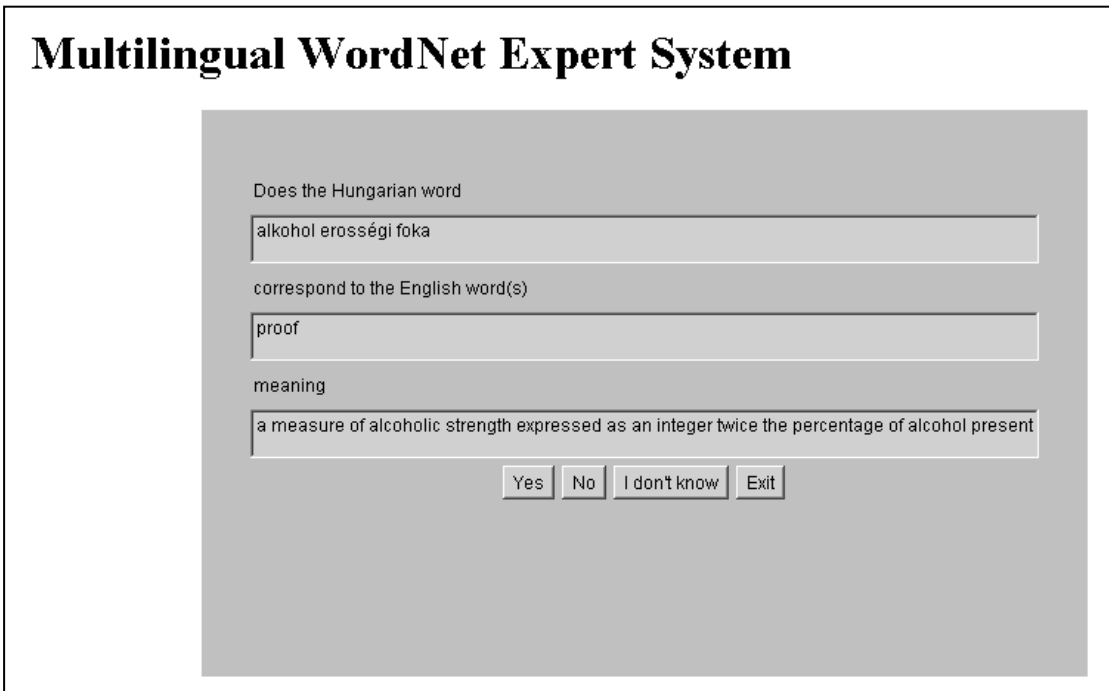 Multilingual WordNet Expert System
Does the Hungarian word
alkohol erosségi foka
correspond to the English word(s)
proof
meaning
a measure of alcoholic strength expressed as an integer twice the percentage of alcohol present
Yes No I don't know Exit